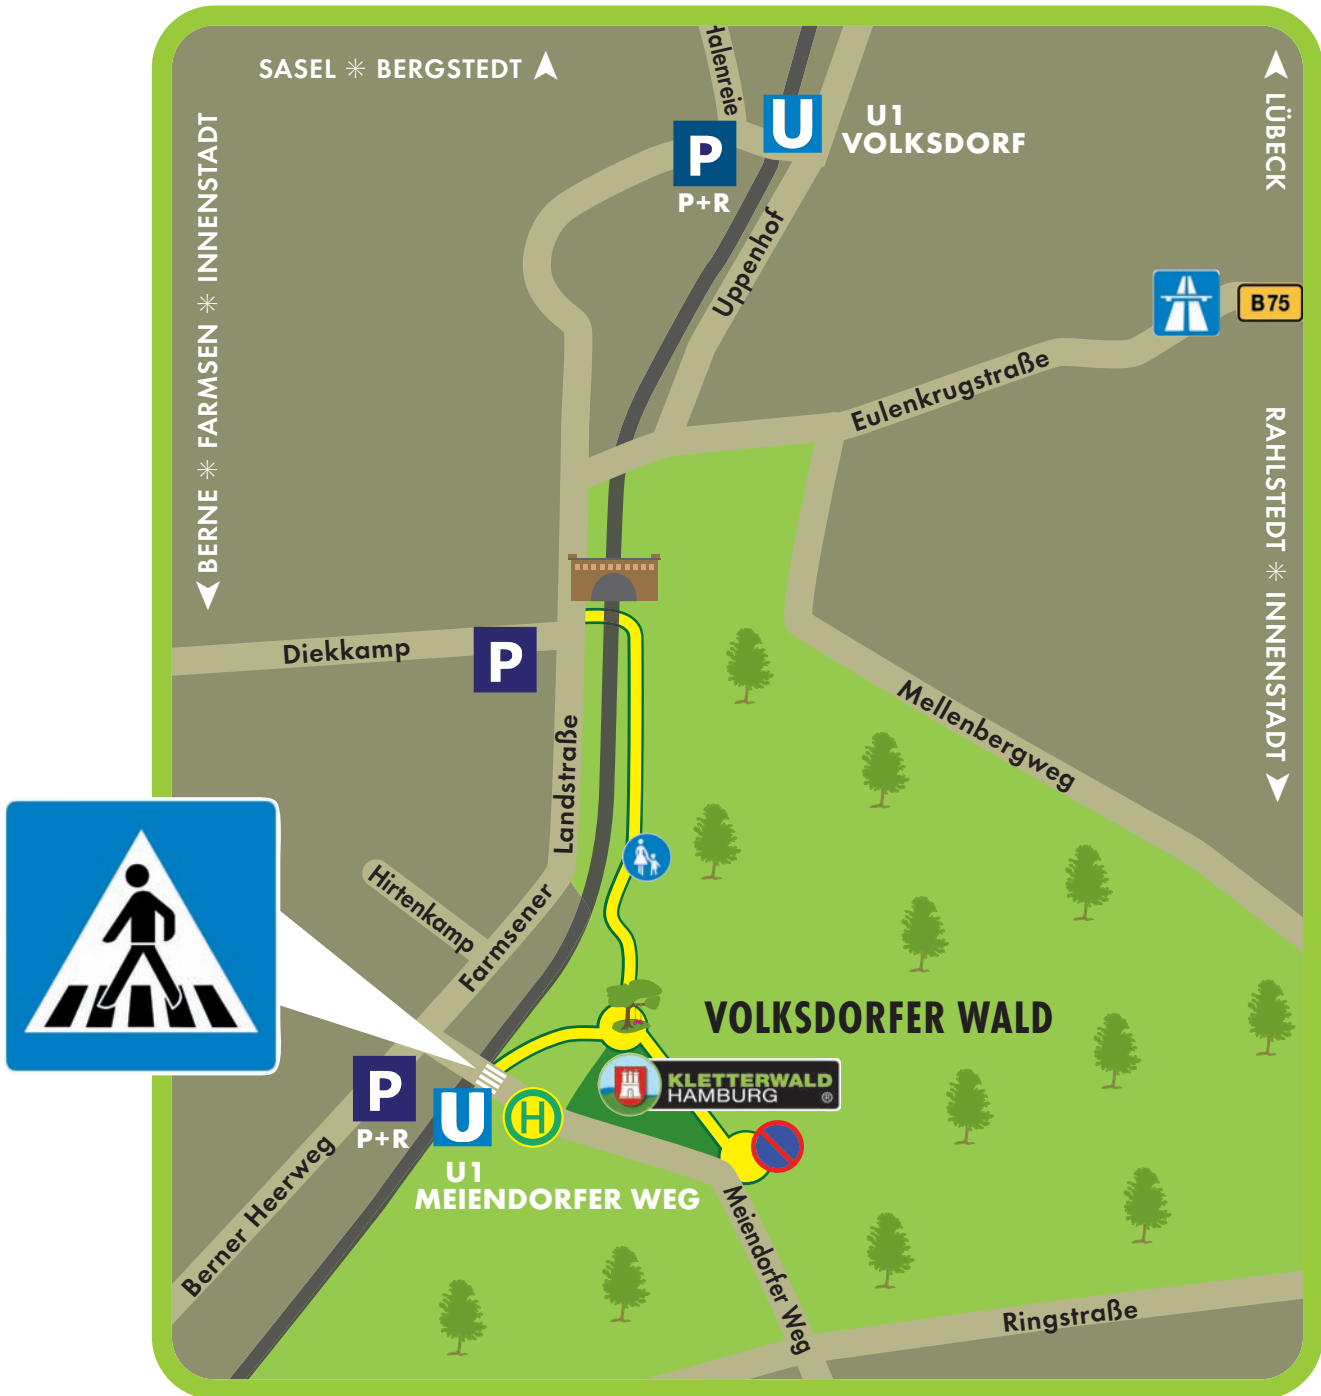 SASEL ✳ BERGSTEDT
Halenreie
U
U1
VOLKSDORF
LÜBECK
P
P+R
BERNE ✳ FARMSEN ✳ INNENSTADT
Uppenhof
B75
Eulenkrugstraße
RAHLSTEDT ✳ INNENSTADT
Diekkamp
P
Mellenbergweg
Landstraße
Hirtenkamp
Farmsener
VOLKSDORFER WALD
P
P+R
U
H
KLETTERWALD
HAMBURG ®
U1
MEIENDORFER WEG
Berner Heerweg
Meiendorfer Weg
Ringstraße